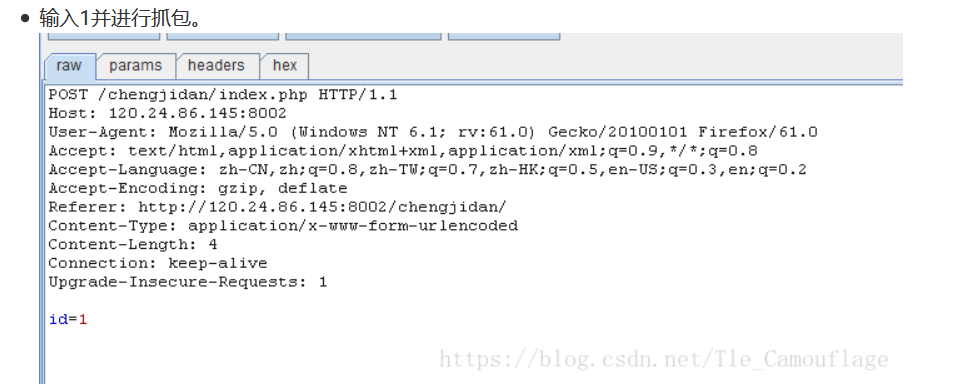 输入1并进行抓包。
raw params headers hex
POST /chengjidan/index.php HTTP/1.1
Host: 120.24.86.145:8002
User-Agent: Mozilla/5.0 (Windows NT 6.1; rv:61.0) Gecko/20100101 Firefox/61.0
Accept: text/html,application/xhtml+xml,application/xml;q=0.9,*/*;q=0.8
Accept-Language: zh-CN,zh;q=0.8,zh-TW;q=0.7,zh-HK;q=0.5,en-US;q=0.3,en;q=0.2
Accept-Encoding: gzip, deflate
Referer: http://120.24.86.145:8002/chengjidan/
Content-Type: application/x-www-form-urlencoded
Content-Length: 4
Connection: keep-alive
Upgrade-Insecure-Requests: 1
id=1
https://blog.csdn.net/Tle_Camouflage